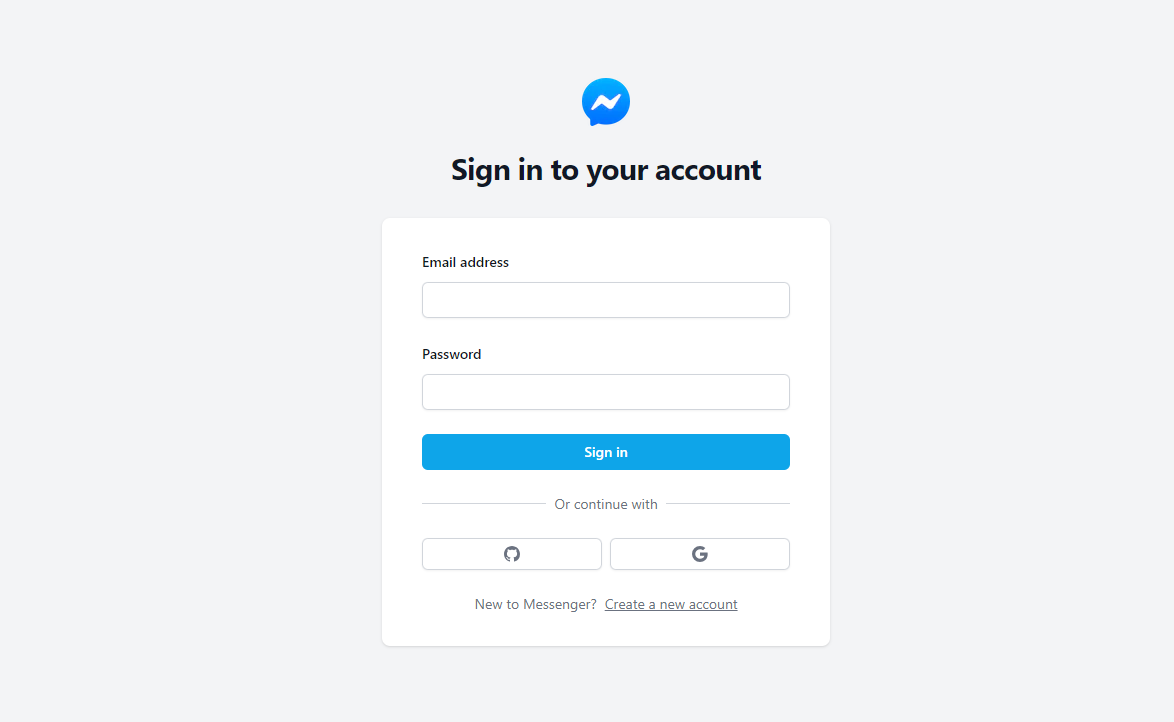 Sign in to your account
Email address
Password
Sign in
Or continue with
New to Messenger? Create a new account